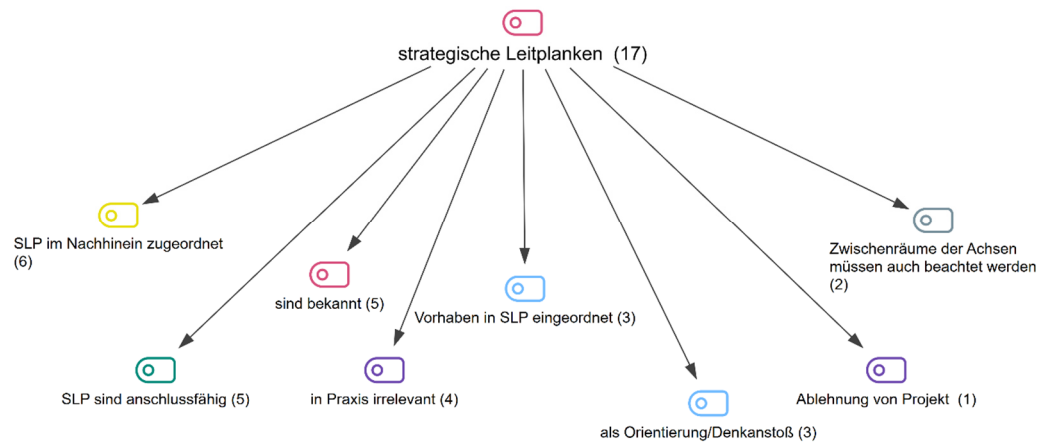 strategische Leitplanken (17)
SLP im Nachhinein zugeordnet
(6)
sind bekannt (5)
Vorhaben in SLP eingeordnet (3)
Zwischenräume der Achsen
müssen auch beachtet werden
(2)
SLP sind anschlussfähig (5)
in Praxis irrelevant (4)
als Orientierung/Denkanstoß (3)
Ablehnung von Projekt (1)